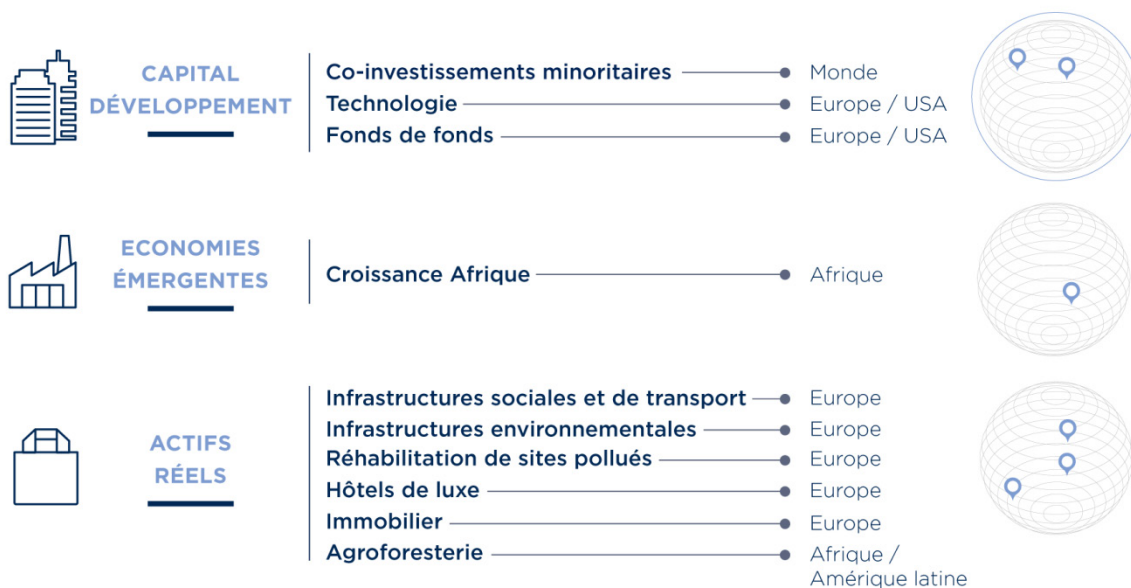 CAPITAL
DÉVELOPPEMENT
Co-investissements minoritaires Monde
Technologie Europe / USA
Fonds de fonds Europe / USA
ECONOMIES
ÉMERGENTES
Croissance Afrique Afrique
ACTIFS
RÉELS
Infrastructures sociales et de transport Europe
Infrastructures environnementales Europe
Réhabilitation de sites pollués Europe
Hôtels de luxe Europe
Immobilier Europe
Agroforesterie Afrique /
Amérique latine